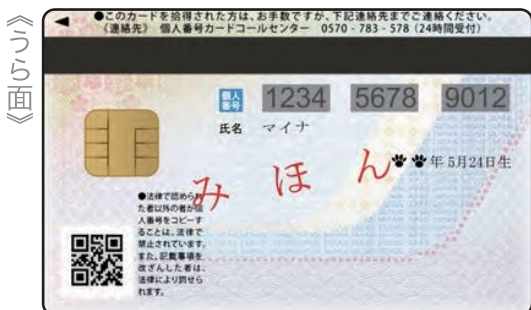 《うら面》
●このカードを拾得された方は、お手数ですが、下記連絡先までご連絡ください。
《連絡先》 個人番号カードコールセンター 0570-783-578 (24時間受付)
個人番号 1234 5678 9012
氏名 マイナ
みほん
年5月24日生
●法律で認められ
た者以外の者が個
人番号をコピーす
ることは、法律で
禁止されています。
また、記載事項を
改ざんした者は、
法律により罰せら
れます。